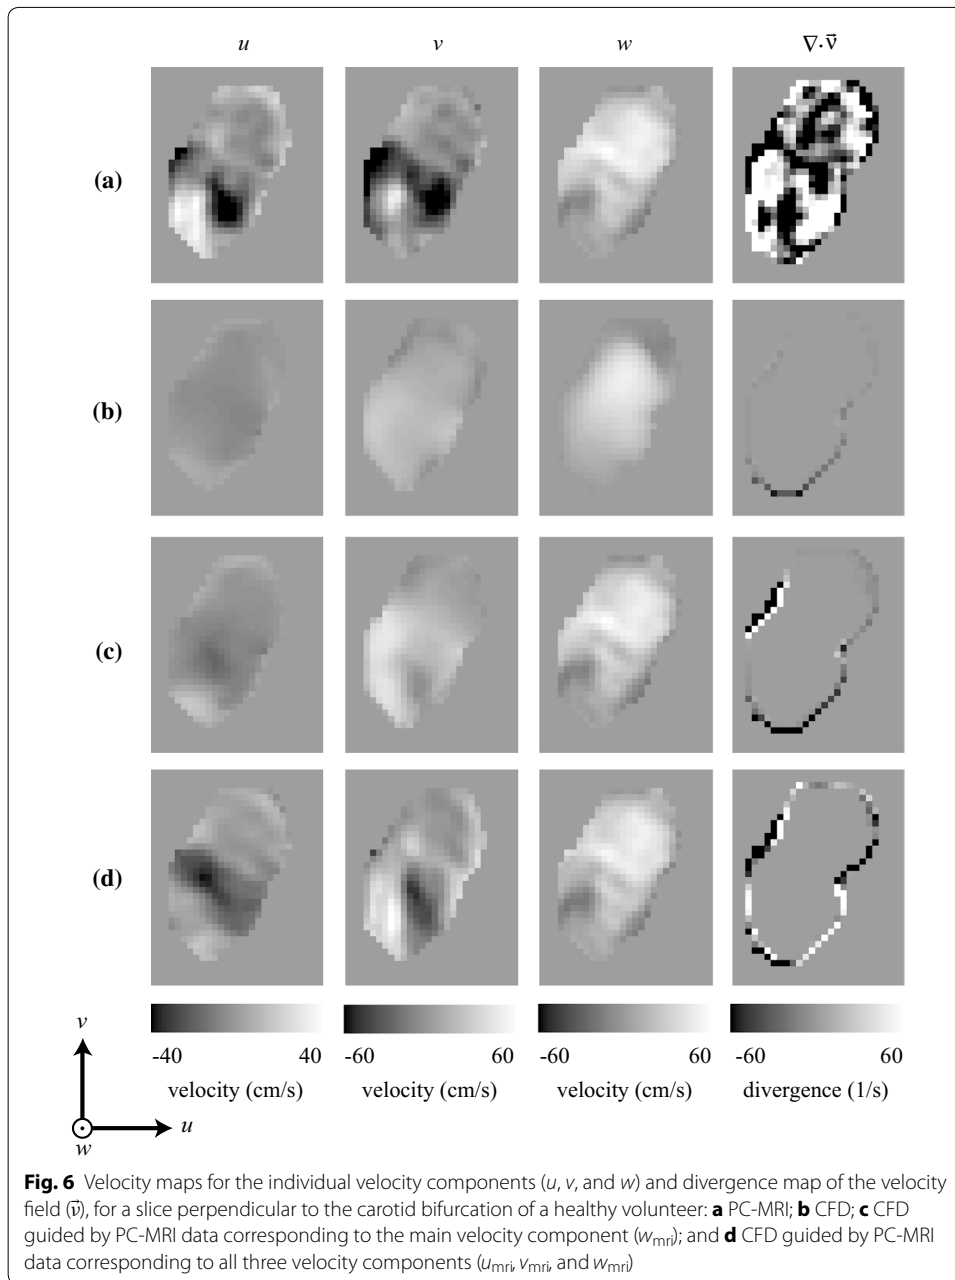 u v w ∇·v⃗
(a)
(b)
(c)
(d)
-40 40 -60 60 -60 60 -60 60
velocity (cm/s) velocity (cm/s) velocity (cm/s) divergence (1/s)
v
u
w
Fig. 6 Velocity maps for the individual velocity components (u, v, and w) and divergence map of the velocity
field (v⃗), for a slice perpendicular to the carotid bifurcation of a healthy volunteer: a PC-MRI; b CFD; c CFD
guided by PC-MRI data corresponding to the main velocity component (wmri); and d CFD guided by PC-MRI
data corresponding to all three velocity components (umri, vmri, and wmri)